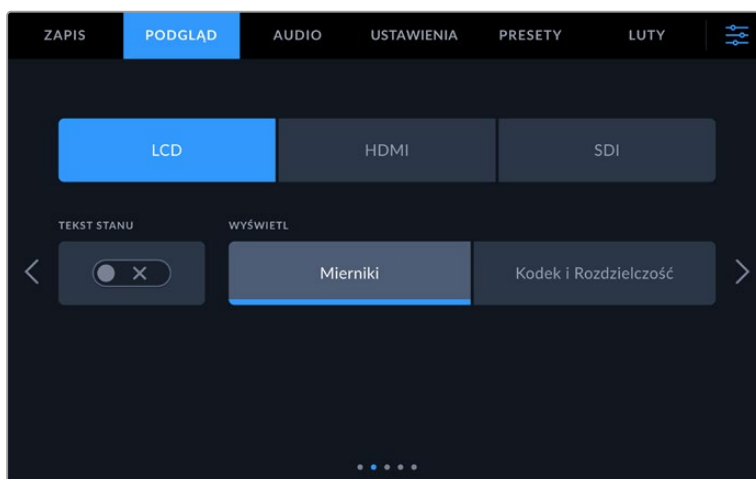 ZAPIS PODGLĄD AUDIO USTAWIENIA PRESETY LUTY
LCD HDMI SDI
TEKST STANU WYŚWIETL
Mierniki Kodek i Rozdzielczość